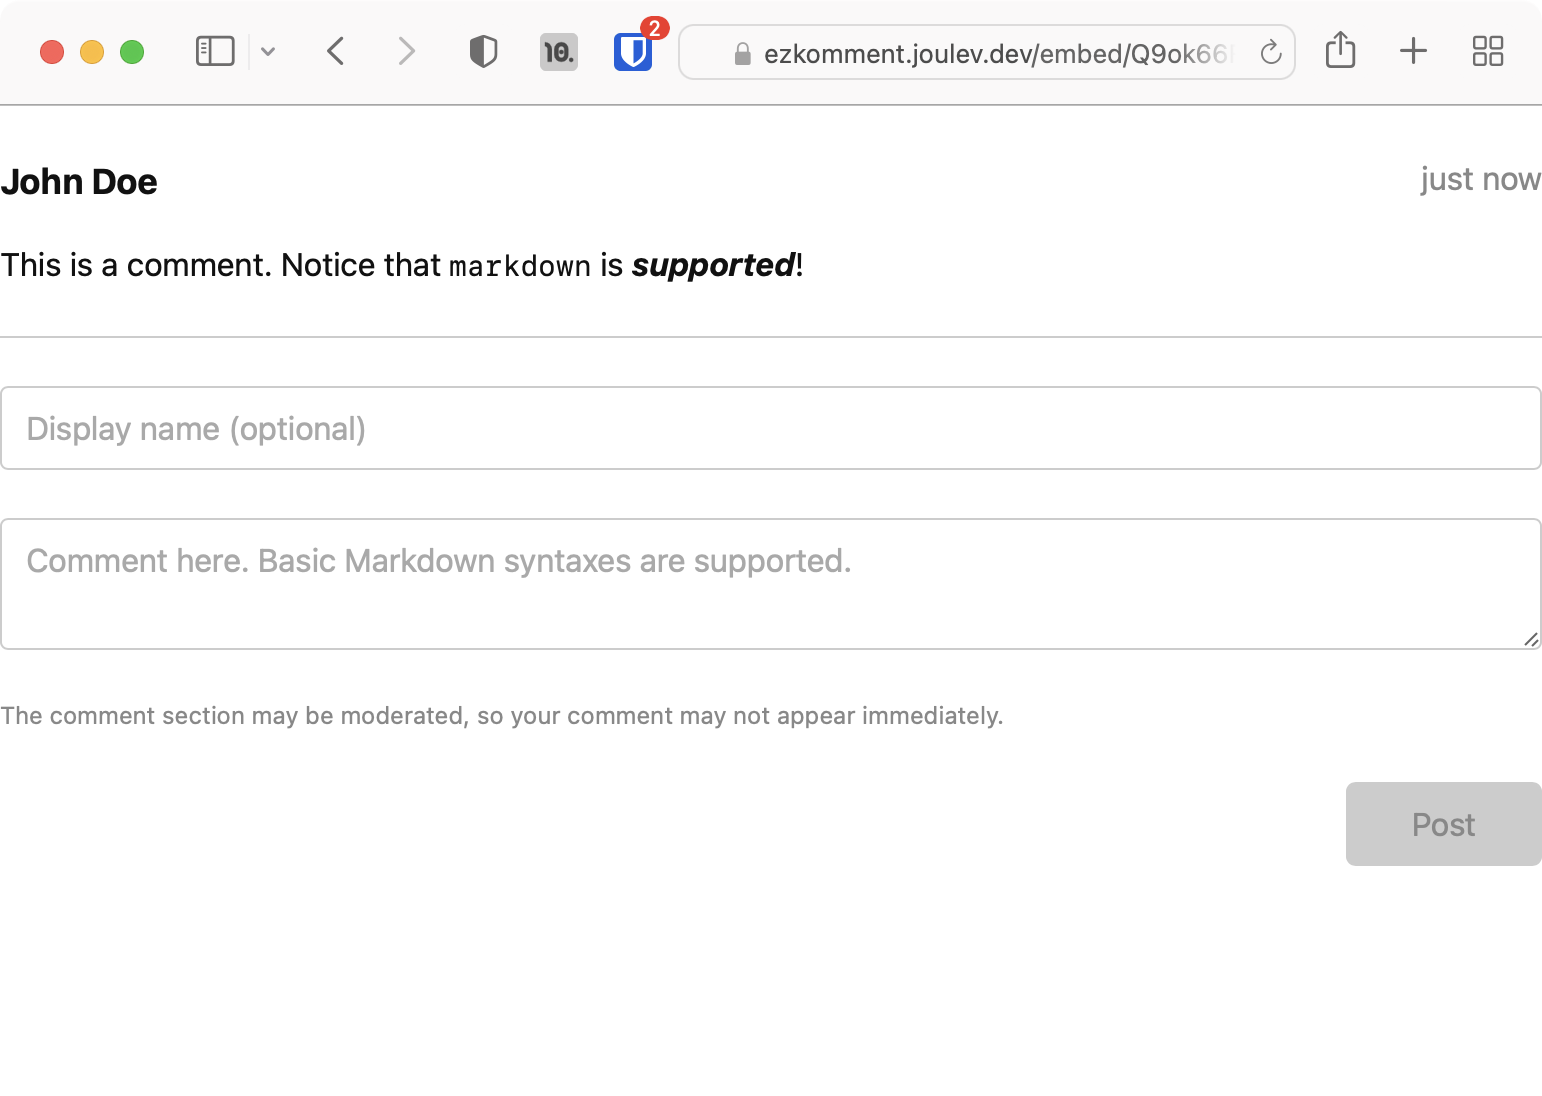 10.
2
ezkomment.joulev.dev/embed/Q9ok66
John Doe
just now
This is a comment. Notice that markdown is supported!
Display name (optional)
Comment here. Basic Markdown syntaxes are supported.
The comment section may be moderated, so your comment may not appear immediately.
Post